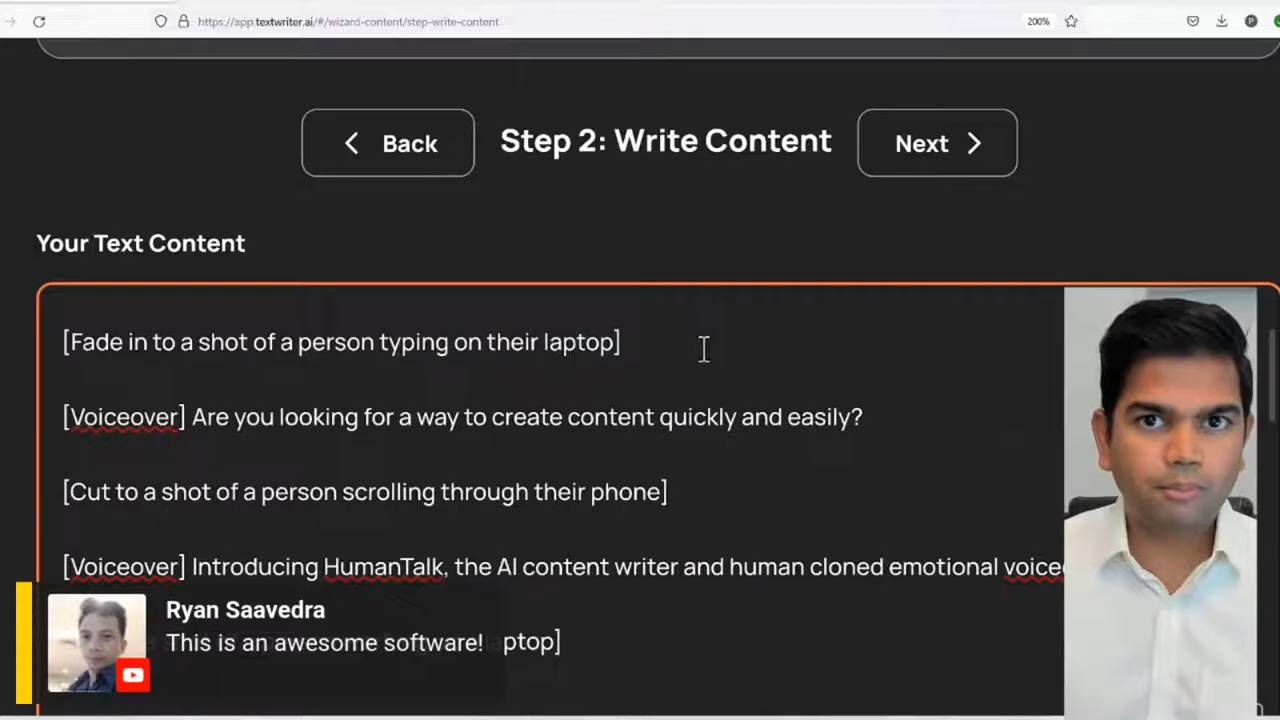 https://app.textwriter.ai/#/wizard-content/step-write-content
200%
Back
Step 2: Write Content
Next
Your Text Content
[Fade in to a shot of a person typing on their laptop]
[Voiceover] Are you looking for a way to create content quickly and easily?
[Cut to a shot of a person scrolling through their phone]
[Voiceover] Introducing HumanTalk, the AI content writer and human cloned emotional voice
Ryan Saavedra
This is an awesome software!
ptop]